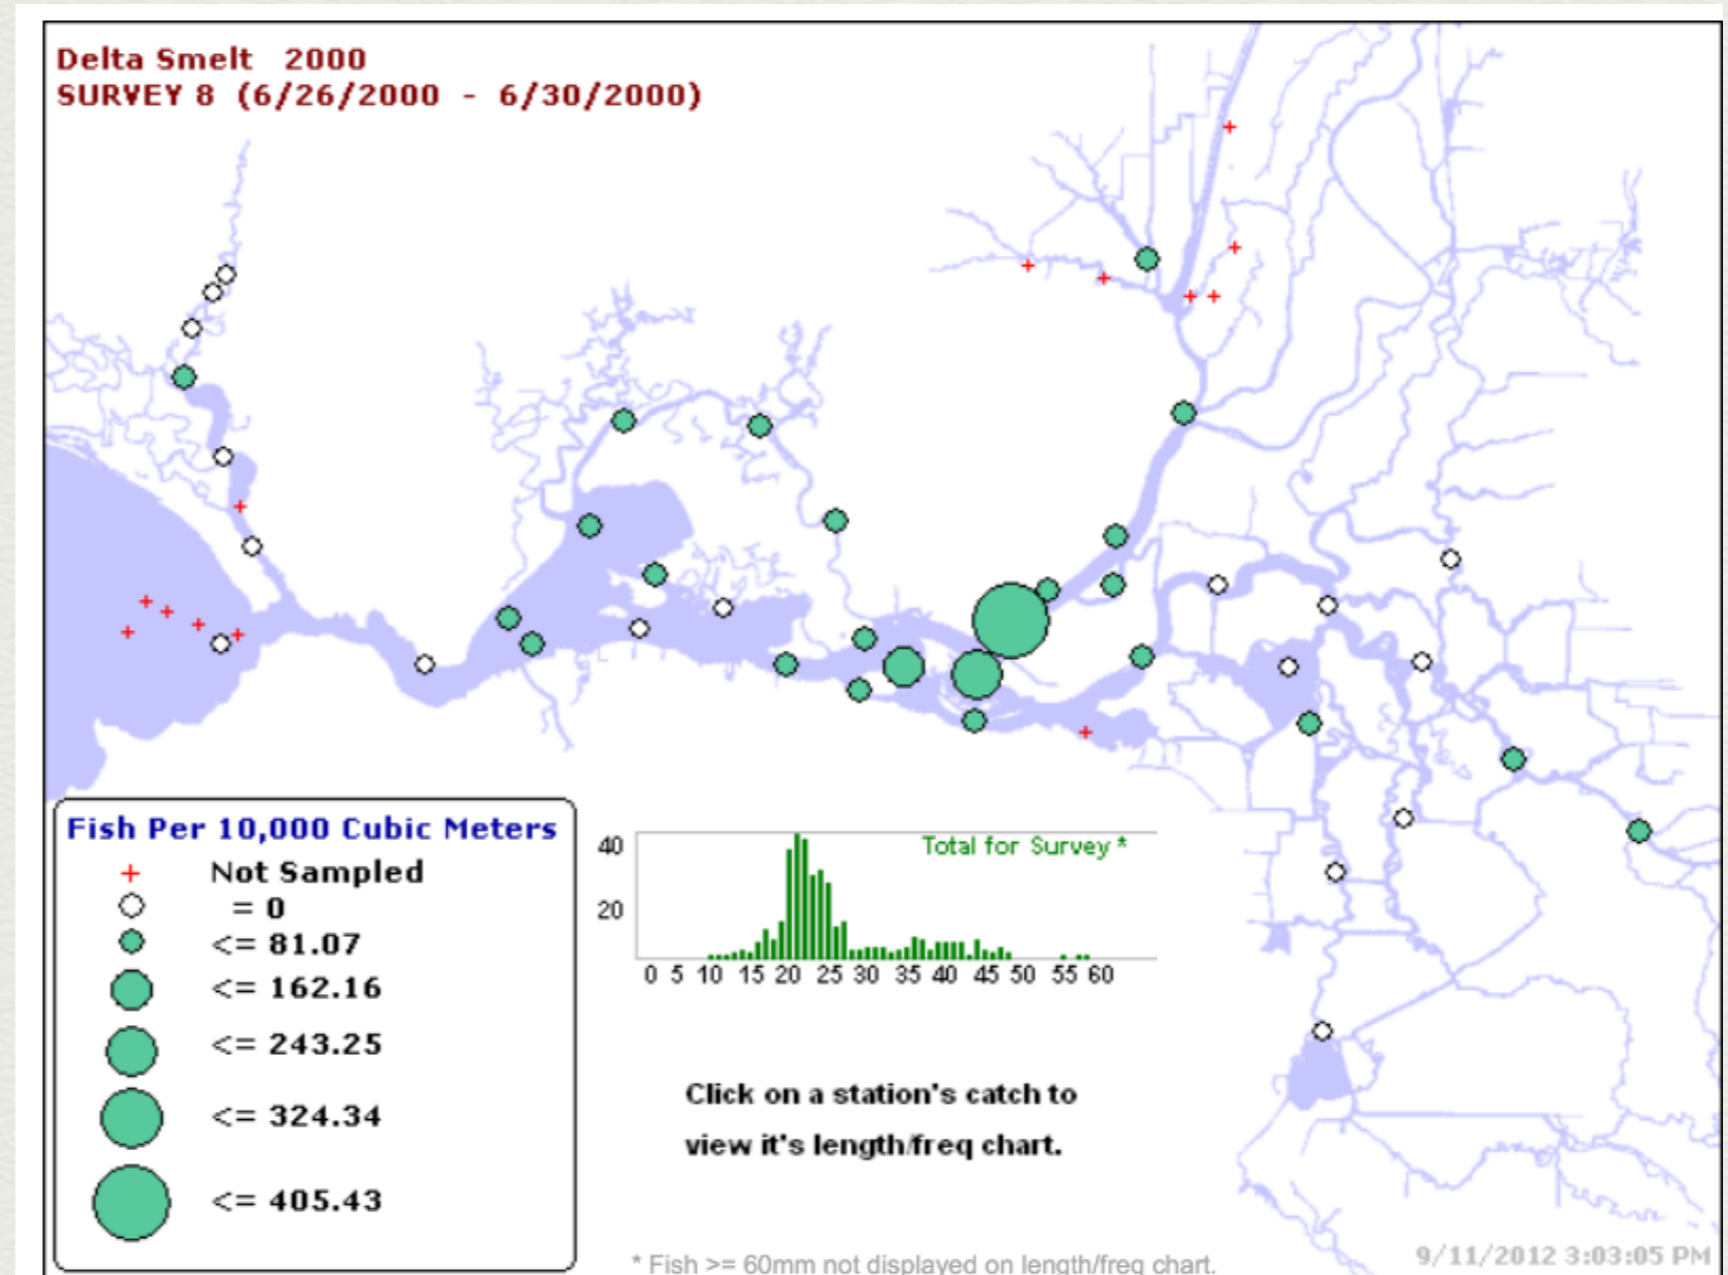 Delta Smelt 2000
SURVEY 8 (6/26/2000 - 6/30/2000)
Fish Per 10,000 Cubic Meters
Not Sampled
= 0
<= 81.07
<= 162.16
<= 243.25
<= 324.34
<= 405.43
Total for Survey *
40
20
0 5 10 15 20 25 30 35 40 45 50 55 60
Click on a station's catch to
view it's length/freq chart.
* Fish >= 60mm not displayed on length/freq chart.
9/11/2012 3:03:05 PM